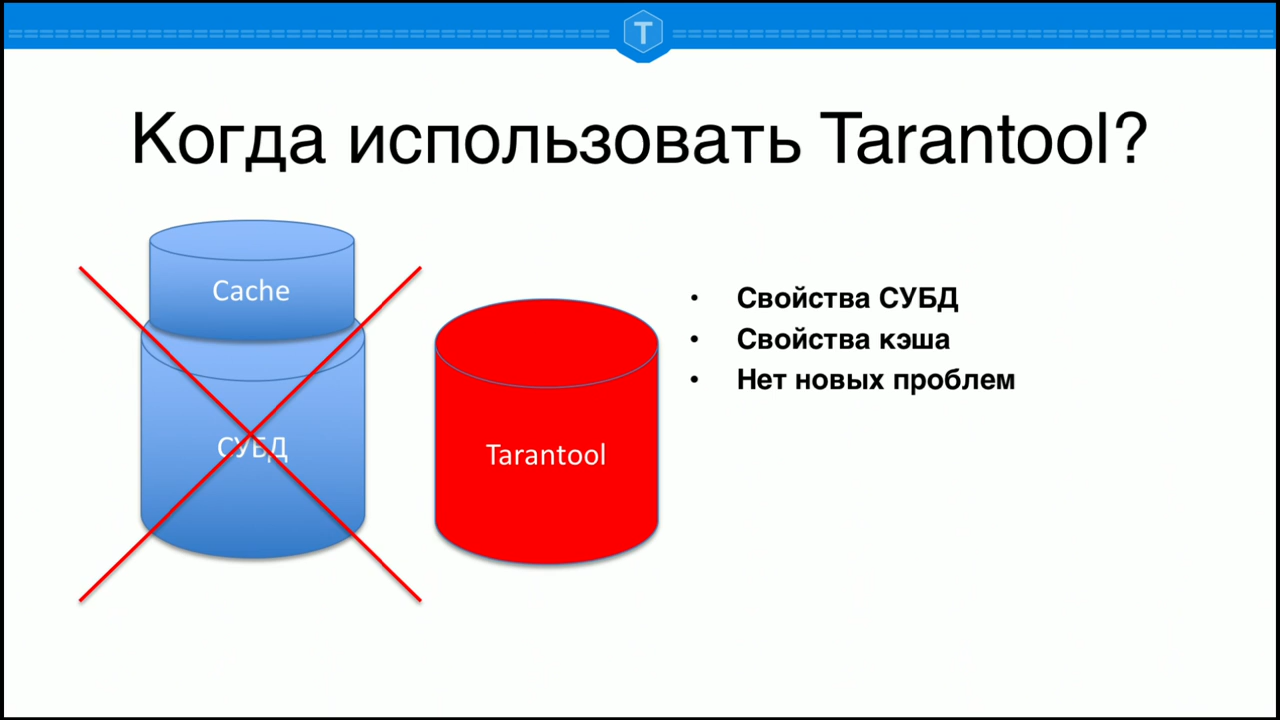 T
Когда использовать Tarantool?
Cache
СУБД
Tarantool
• Свойства СУБД
• Свойства кэша
• Нет новых проблем